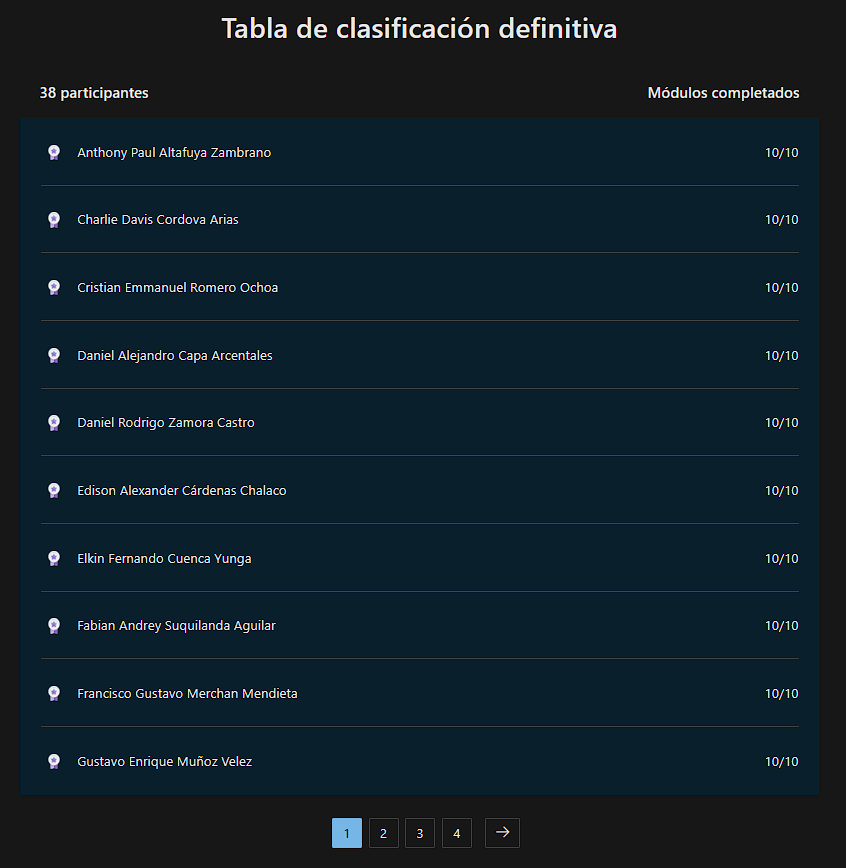 Tabla de clasificación definitiva
38 participantes Módulos completados
Anthony Paul Altafuya Zambrano 10/10
Charlie Davis Cordova Arias 10/10
Cristian Emmanuel Romero Ochoa 10/10
Daniel Alejandro Capa Arcentales 10/10
Daniel Rodrigo Zamora Castro 10/10
Edison Alexander Cárdenas Chalaco 10/10
Elkin Fernando Cuenca Yunga 10/10
Fabian Andrey Suquilanda Aguilar 10/10
Francisco Gustavo Merchan Mendieta 10/10
Gustavo Enrique Muñoz Velez 10/10
1 2 3 4 →